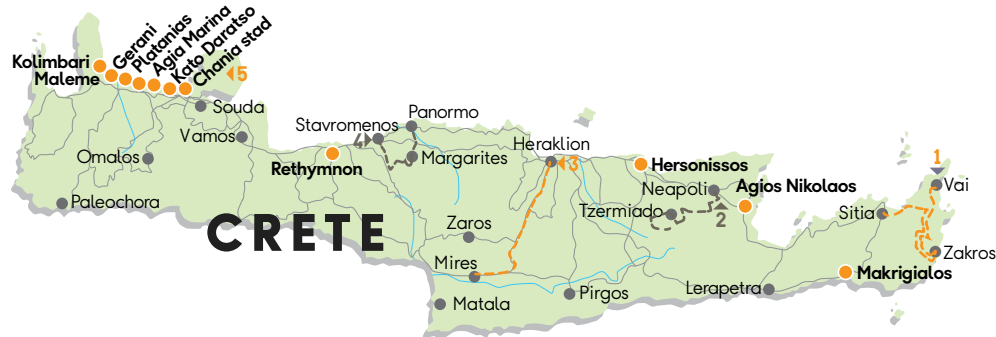 Kolimbari
Maleme
Gerani
Platanias
Agia Marina
Kato Daratso
Chania stad
5
Souda
Vamos
Omalos
Paleochora
Stavromenos
4
Panormo
Margarites
Rethymnon
Heraklion
3
Hersonissos
Neapoli
Agios Nikolaos
Tzermiado
2
1
Vai
Sitia
Zakros
CRETE
Zaros
Mires
Matala
Pirgos
Lerapetra
Makrigialos